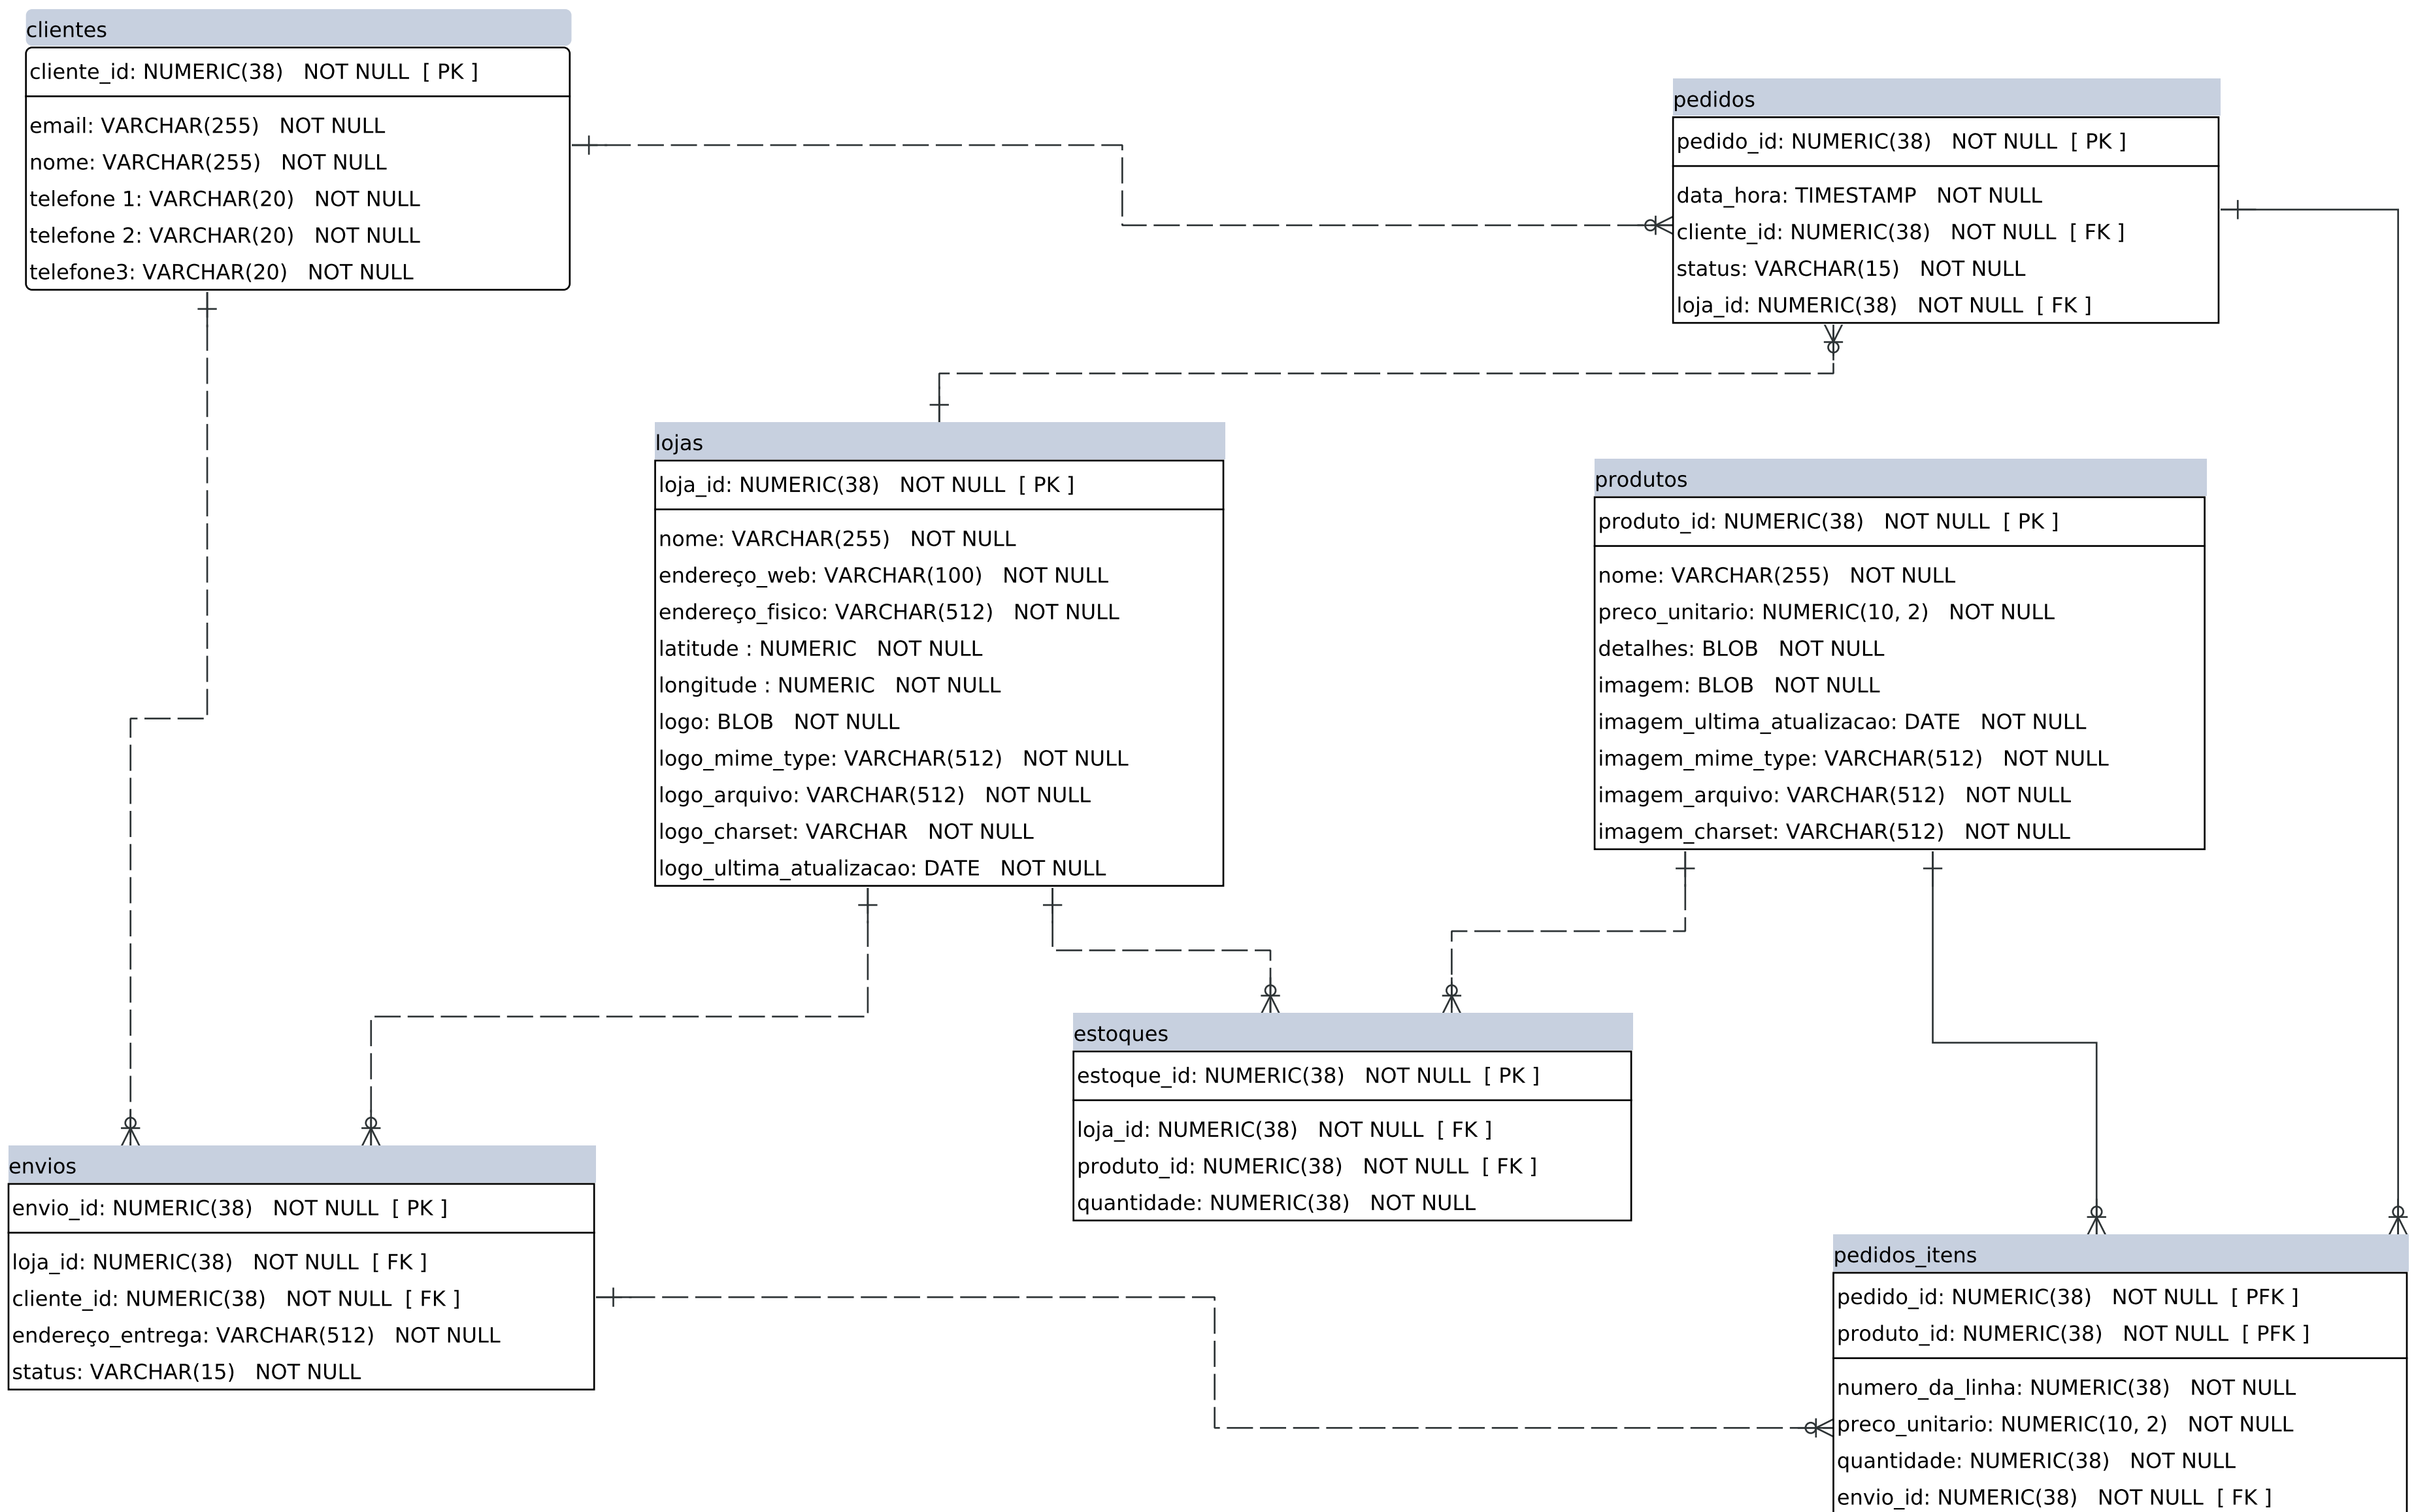 clientes
cliente_id: NUMERIC(38) NOT NULL [ PK ]
email: VARCHAR(255) NOT NULL
nome: VARCHAR(255) NOT NULL
telefone 1: VARCHAR(20) NOT NULL
telefone 2: VARCHAR(20) NOT NULL
telefone3: VARCHAR(20) NOT NULL
pedidos
pedido_id: NUMERIC(38) NOT NULL [ PK ]
data_hora: TIMESTAMP NOT NULL
cliente_id: NUMERIC(38) NOT NULL [ FK ]
status: VARCHAR(15) NOT NULL
loja_id: NUMERIC(38) NOT NULL [ FK ]
lojas
loja_id: NUMERIC(38) NOT NULL [ PK ]
nome: VARCHAR(255) NOT NULL
endereço_web: VARCHAR(100) NOT NULL
endereço_fisico: VARCHAR(512) NOT NULL
latitude : NUMERIC NOT NULL
longitude : NUMERIC NOT NULL
logo: BLOB NOT NULL
logo_mime_type: VARCHAR(512) NOT NULL
logo_arquivo: VARCHAR(512) NOT NULL
logo_charset: VARCHAR NOT NULL
logo_ultima_atualizacao: DATE NOT NULL
produtos
produto_id: NUMERIC(38) NOT NULL [ PK ]
nome: VARCHAR(255) NOT NULL
preco_unitario: NUMERIC(10, 2) NOT NULL
detalhes: BLOB NOT NULL
imagem: BLOB NOT NULL
imagem_ultima_atualizacao: DATE NOT NULL
imagem_mime_type: VARCHAR(512) NOT NULL
imagem_arquivo: VARCHAR(512) NOT NULL
imagem_charset: VARCHAR(512) NOT NULL
estoques
estoque_id: NUMERIC(38) NOT NULL [ PK ]
loja_id: NUMERIC(38) NOT NULL [ FK ]
produto_id: NUMERIC(38) NOT NULL [ FK ]
quantidade: NUMERIC(38) NOT NULL
envios
envio_id: NUMERIC(38) NOT NULL [ PK ]
loja_id: NUMERIC(38) NOT NULL [ FK ]
cliente_id: NUMERIC(38) NOT NULL [ FK ]
endereço_entrega: VARCHAR(512) NOT NULL
status: VARCHAR(15) NOT NULL
pedidos_itens
pedido_id: NUMERIC(38) NOT NULL [ PFK ]
produto_id: NUMERIC(38) NOT NULL [ PFK ]
numero_da_linha: NUMERIC(38) NOT NULL
preco_unitario: NUMERIC(10, 2) NOT NULL
quantidade: NUMERIC(38) NOT NULL
envio_id: NUMERIC(38) NOT NULL [ FK ]